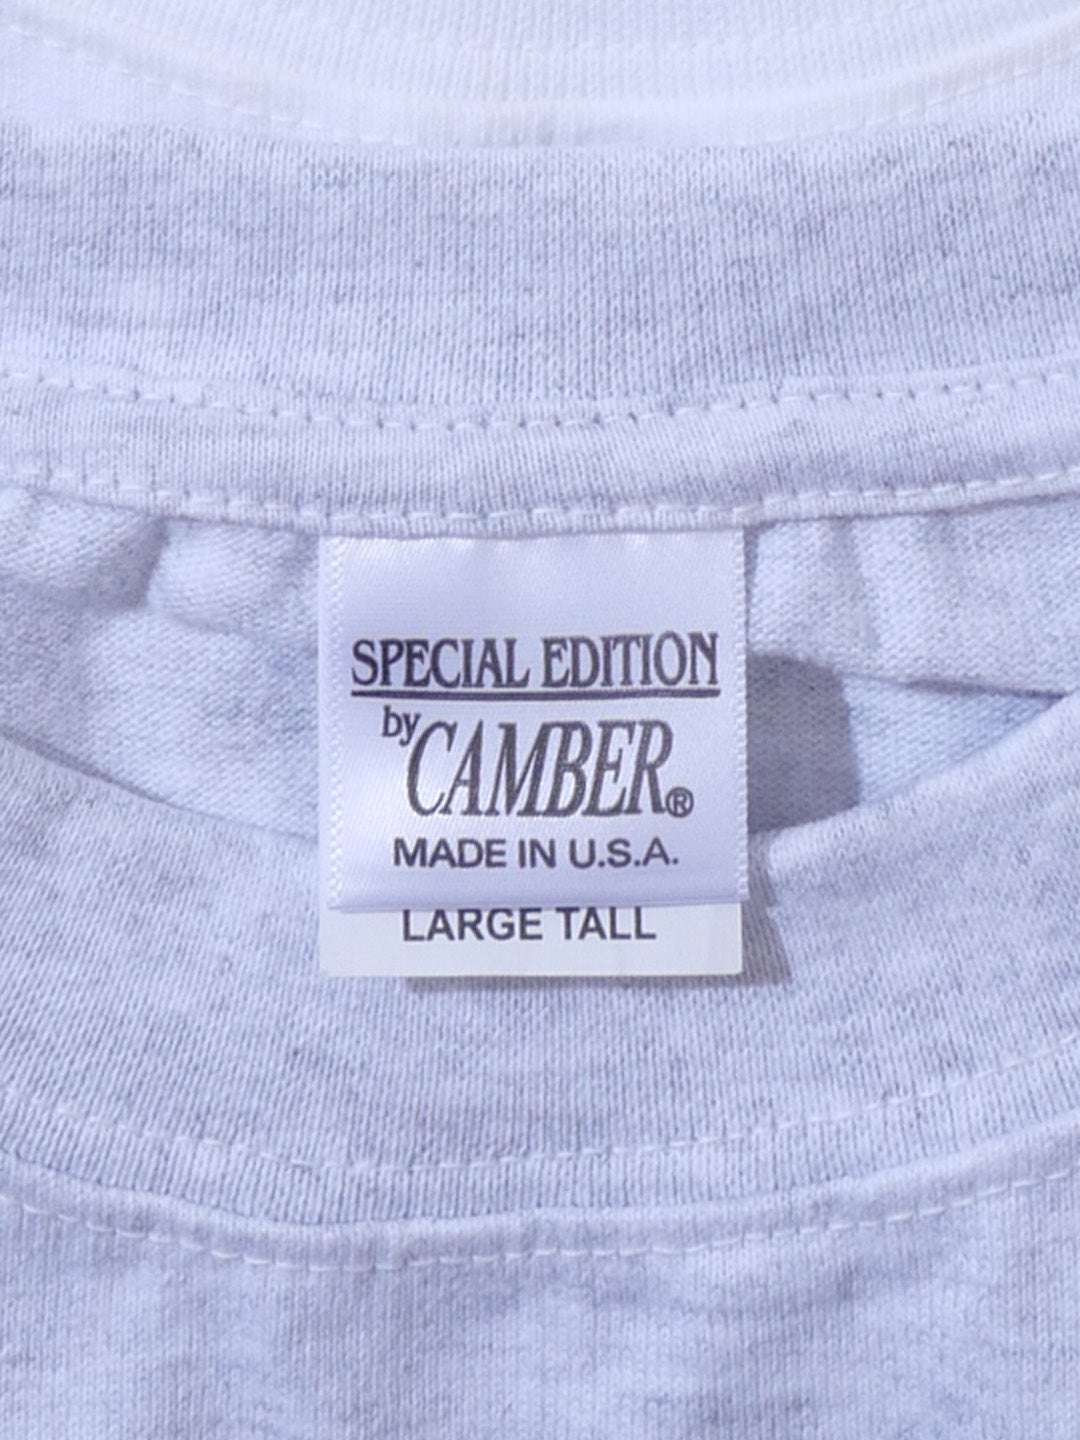 SPECIAL EDITION
by CAMBER®
MADE IN U.S.A.
LARGE TALL